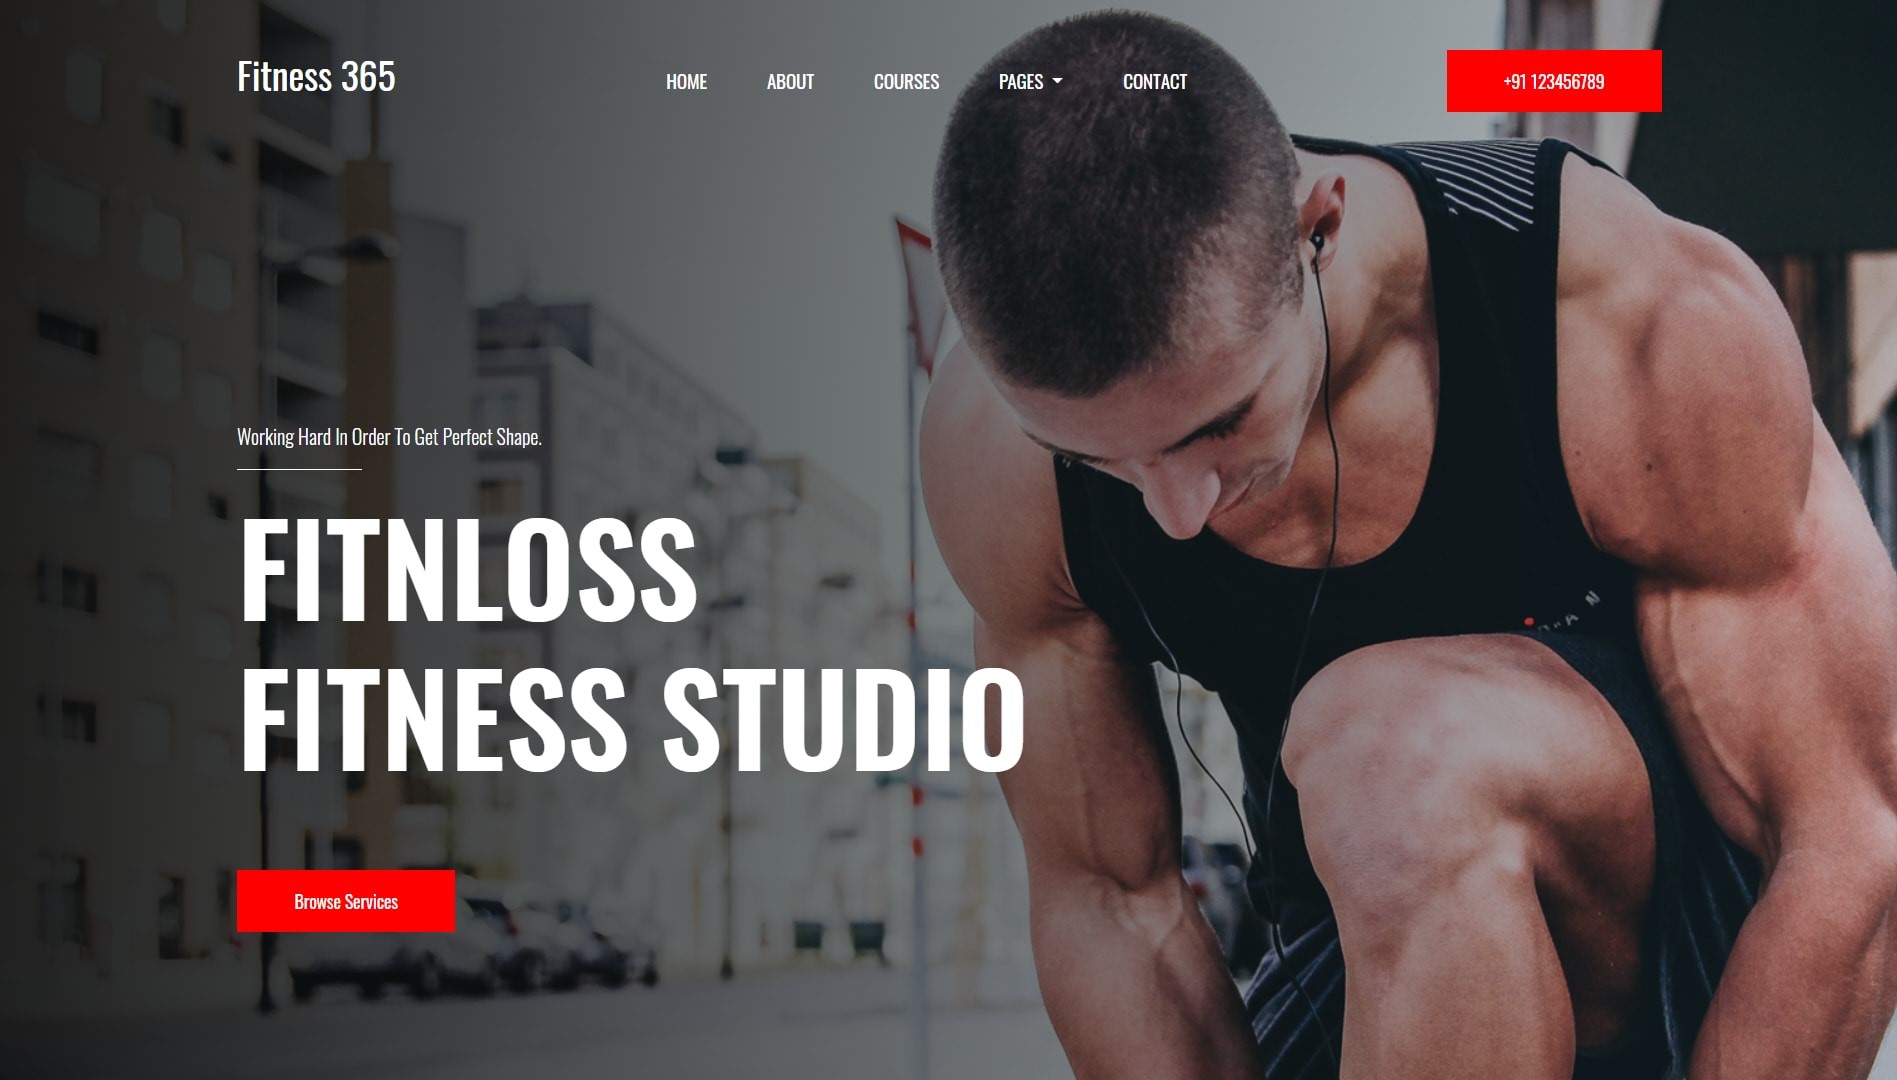 Fitness 365
HOME ABOUT COURSES PAGES CONTACT
+91 123456789
Working Hard In Order To Get Perfect Shape.
FITNLOSS
FITNESS STUDIO
Browse Services